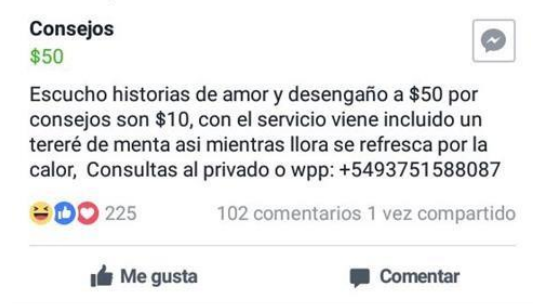 Consejos
$50
Escucho historias de amor y desengaño a $50 por
consejos son $10, con el servicio viene incluido un
tereré de menta asi mientras llora se refresca por la
calor, Consultas al privado o wpp: +5493751588087
225 102 comentarios 1 vez compartido
Me gusta Comentar